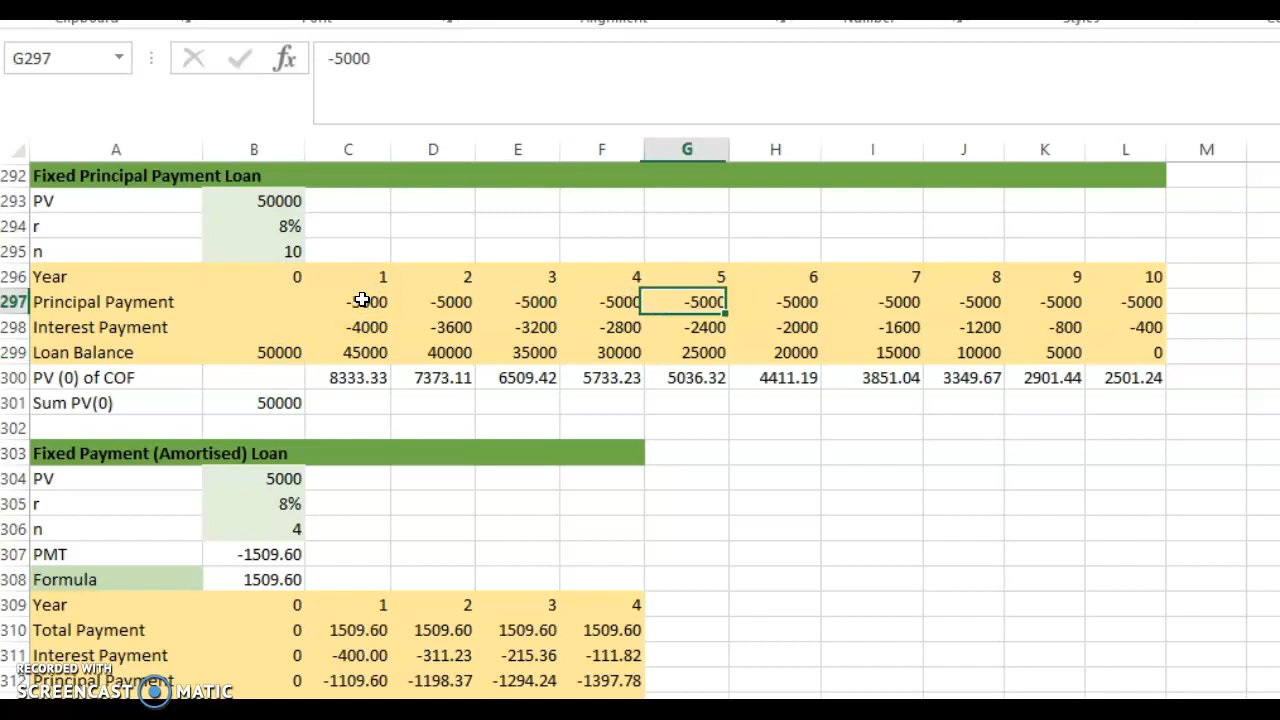 Clipboard Font Alignment Number Styles
G297 fx -5000
A B C D E F G H I J K L M
292 Fixed Principal Payment Loan
293 PV 50000
294 r 8%
295 n 10
296 Year 0 1 2 3 4 5 6 7 8 9 10
297 Principal Payment -5000 -5000 -5000 -5000 -5000 -5000 -5000 -5000 -5000 -5000
298 Interest Payment -4000 -3600 -3200 -2800 -2400 -2000 -1600 -1200 -800 -400
299 Loan Balance 50000 45000 40000 35000 30000 25000 20000 15000 10000 5000 0
300 PV (0) of COF 8333.33 7373.11 6509.42 5733.23 5036.32 4411.19 3851.04 3349.67 2901.44 2501.24
301 Sum PV(0) 50000
302
303 Fixed Payment (Amortised) Loan
304 PV 5000
305 r 8%
306 n 4
307 PMT -1509.60
308 Formula 1509.60
309 Year 0 1 2 3 4
310 Total Payment 0 1509.60 1509.60 1509.60 1509.60
311 Interest Payment 0 -400.00 -311.23 -215.36 -111.82
312 Principal Payment 0 -1109.60 -1198.37 -1294.24 -1397.78
RECORDED WITH
SCREENCAST MATIC